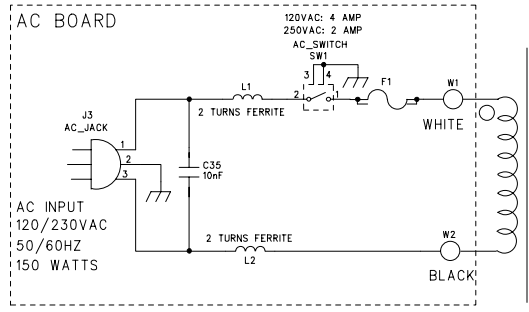 AC BOARD
120VAC: 4 AMP
250VAC: 2 AMP
AC_SWITCH
SW1
3 4
L1
2
1
F1
W1
2 TURNS FERRITE
WHITE
J3
AC_JACK
1
2
3
C35
10nF
AC INPUT
120/230VAC
50/60HZ
150 WATTS
2 TURNS FERRITE
L2
W2
BLACK